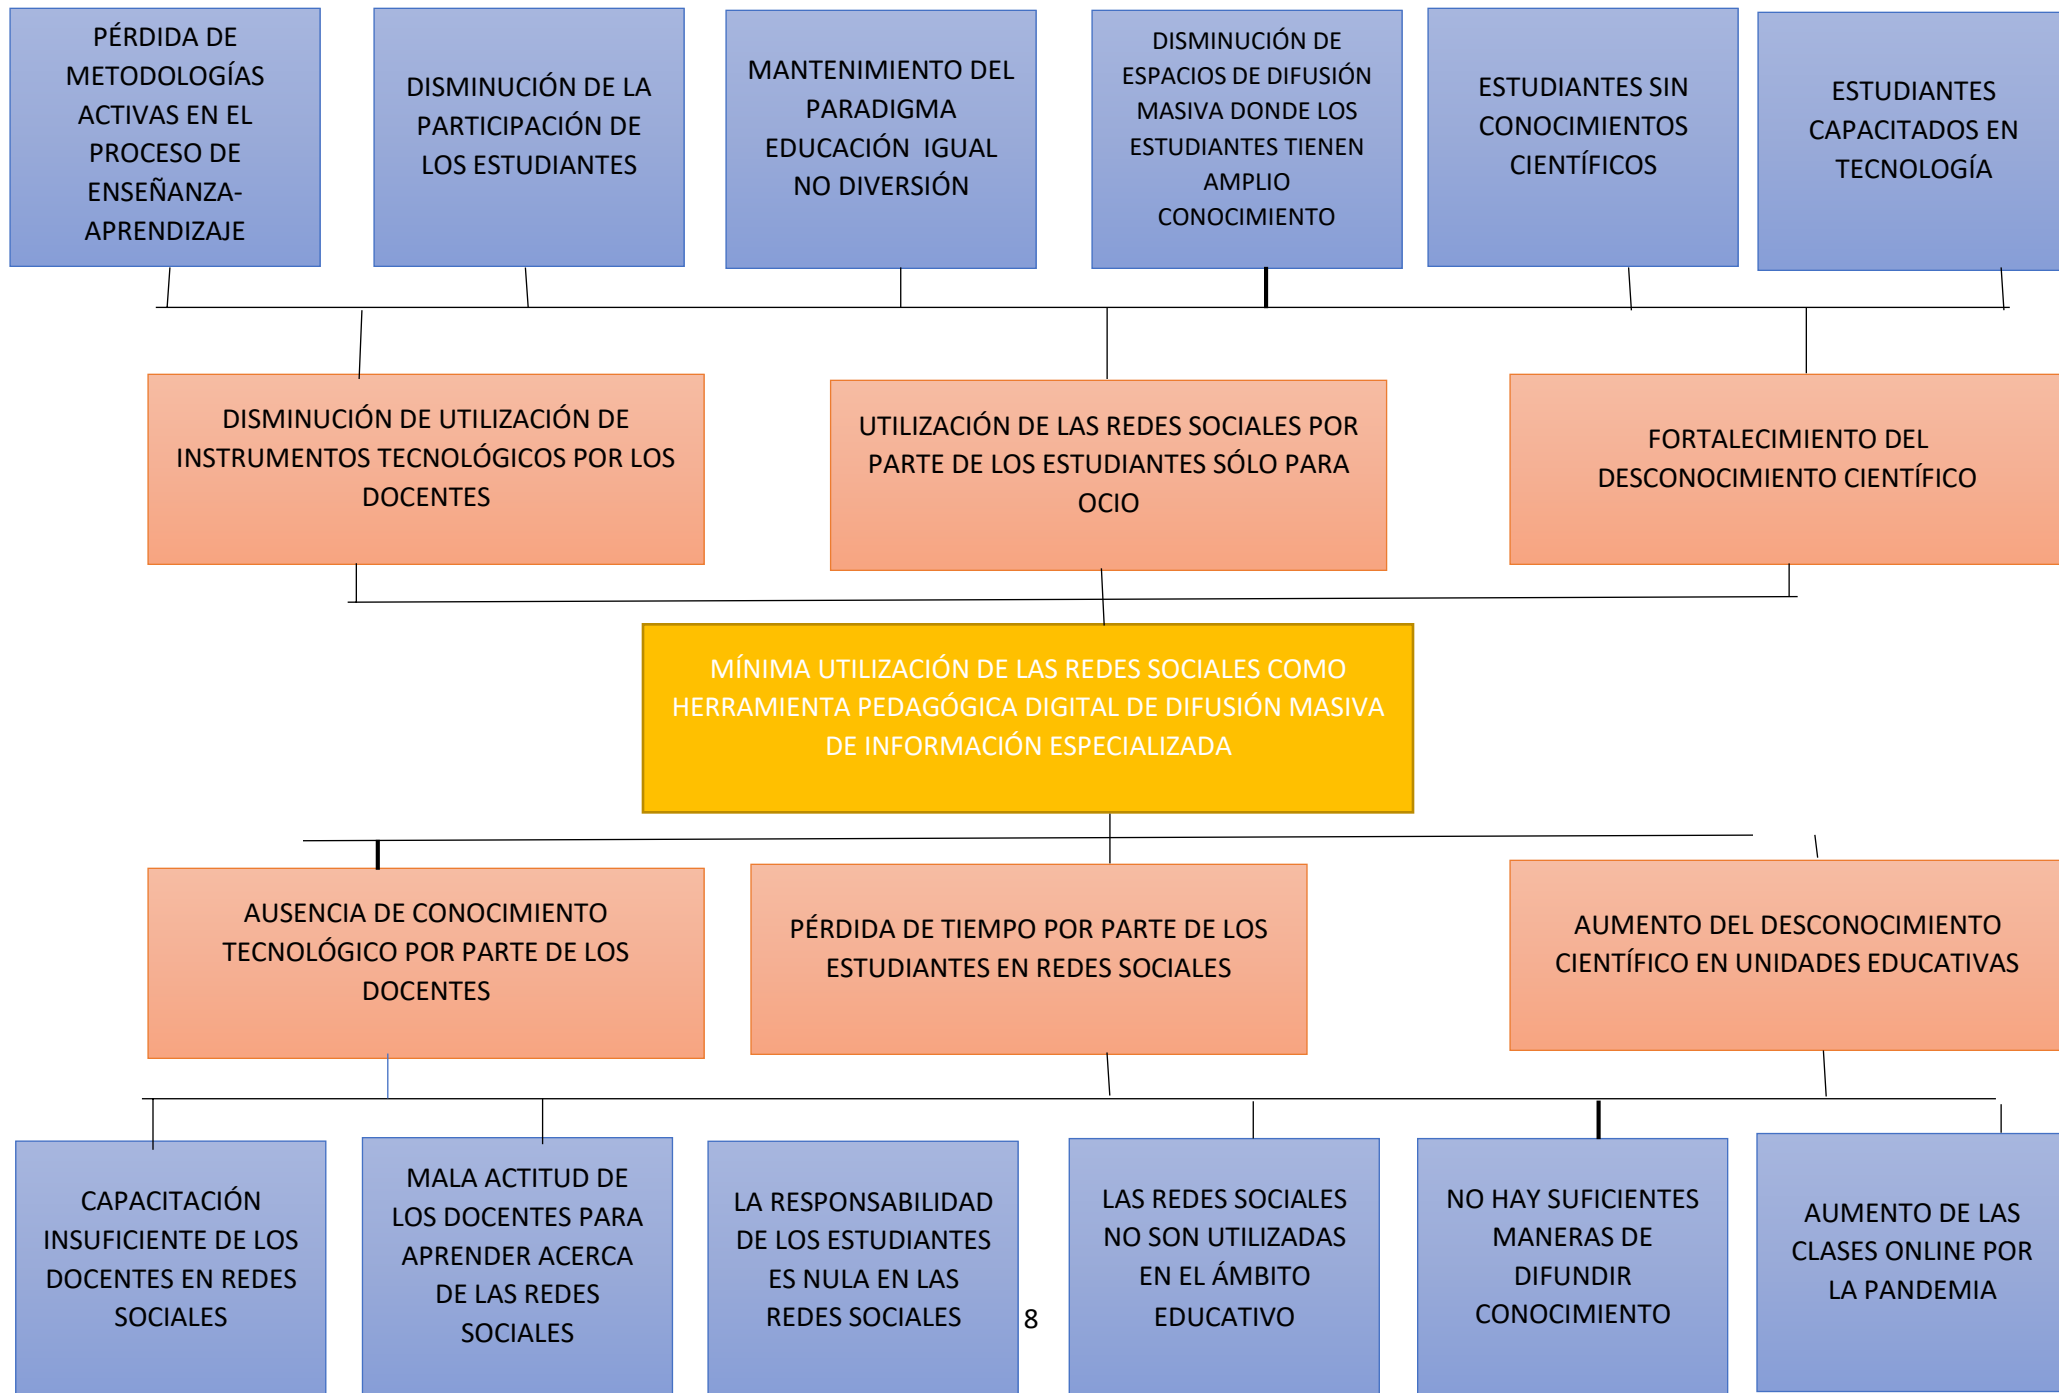 PÉRDIDA DE
METODOLOGÍAS
ACTIVAS EN EL
PROCESO DE
ENSEÑANZA-
APRENDIZAJE
DISMINUCIÓN DE LA
PARTICIPACIÓN DE
LOS ESTUDIANTES
MANTENIMIENTO DEL
PARADIGMA
EDUCACIÓN IGUAL
NO DIVERSIÓN
DISMINUCIÓN DE
ESPACIOS DE DIFUSIÓN
MASIVA DONDE LOS
ESTUDIANTES TIENEN
AMPLIO
CONOCIMIENTO
ESTUDIANTES SIN
CONOCIMIENTOS
CIENTÍFICOS
ESTUDIANTES
CAPACITADOS EN
TECNOLOGÍA
DISMINUCIÓN DE UTILIZACIÓN DE
INSTRUMENTOS TECNOLÓGICOS POR LOS
DOCENTES
UTILIZACIÓN DE LAS REDES SOCIALES POR
PARTE DE LOS ESTUDIANTES SÓLO PARA
OCIO
FORTALECIMIENTO DEL
DESCONOCIMIENTO CIENTÍFICO
MÍNIMA UTILIZACIÓN DE LAS REDES SOCIALES COMO
HERRAMIENTA PEDAGÓGICA DIGITAL DE DIFUSIÓN MASIVA
DE INFORMACIÓN ESPECIALIZADA
AUSENCIA DE CONOCIMIENTO
TECNOLÓGICO POR PARTE DE LOS
DOCENTES
PÉRDIDA DE TIEMPO POR PARTE DE LOS
ESTUDIANTES EN REDES SOCIALES
AUMENTO DEL DESCONOCIMIENTO
CIENTÍFICO EN UNIDADES EDUCATIVAS
CAPACITACIÓN
INSUFICIENTE DE LOS
DOCENTES EN REDES
SOCIALES
MALA ACTITUD DE
LOS DOCENTES PARA
APRENDER ACERCA
DE LAS REDES
SOCIALES
LA RESPONSABILIDAD
DE LOS ESTUDIANTES
ES NULA EN LAS
REDES SOCIALES
8
LAS REDES SOCIALES
NO SON UTILIZADAS
EN EL ÁMBITO
EDUCATIVO
NO HAY SUFICIENTES
MANERAS DE
DIFUNDIR
CONOCIMIENTO
AUMENTO DE LAS
CLASES ONLINE POR
LA PANDEMIA